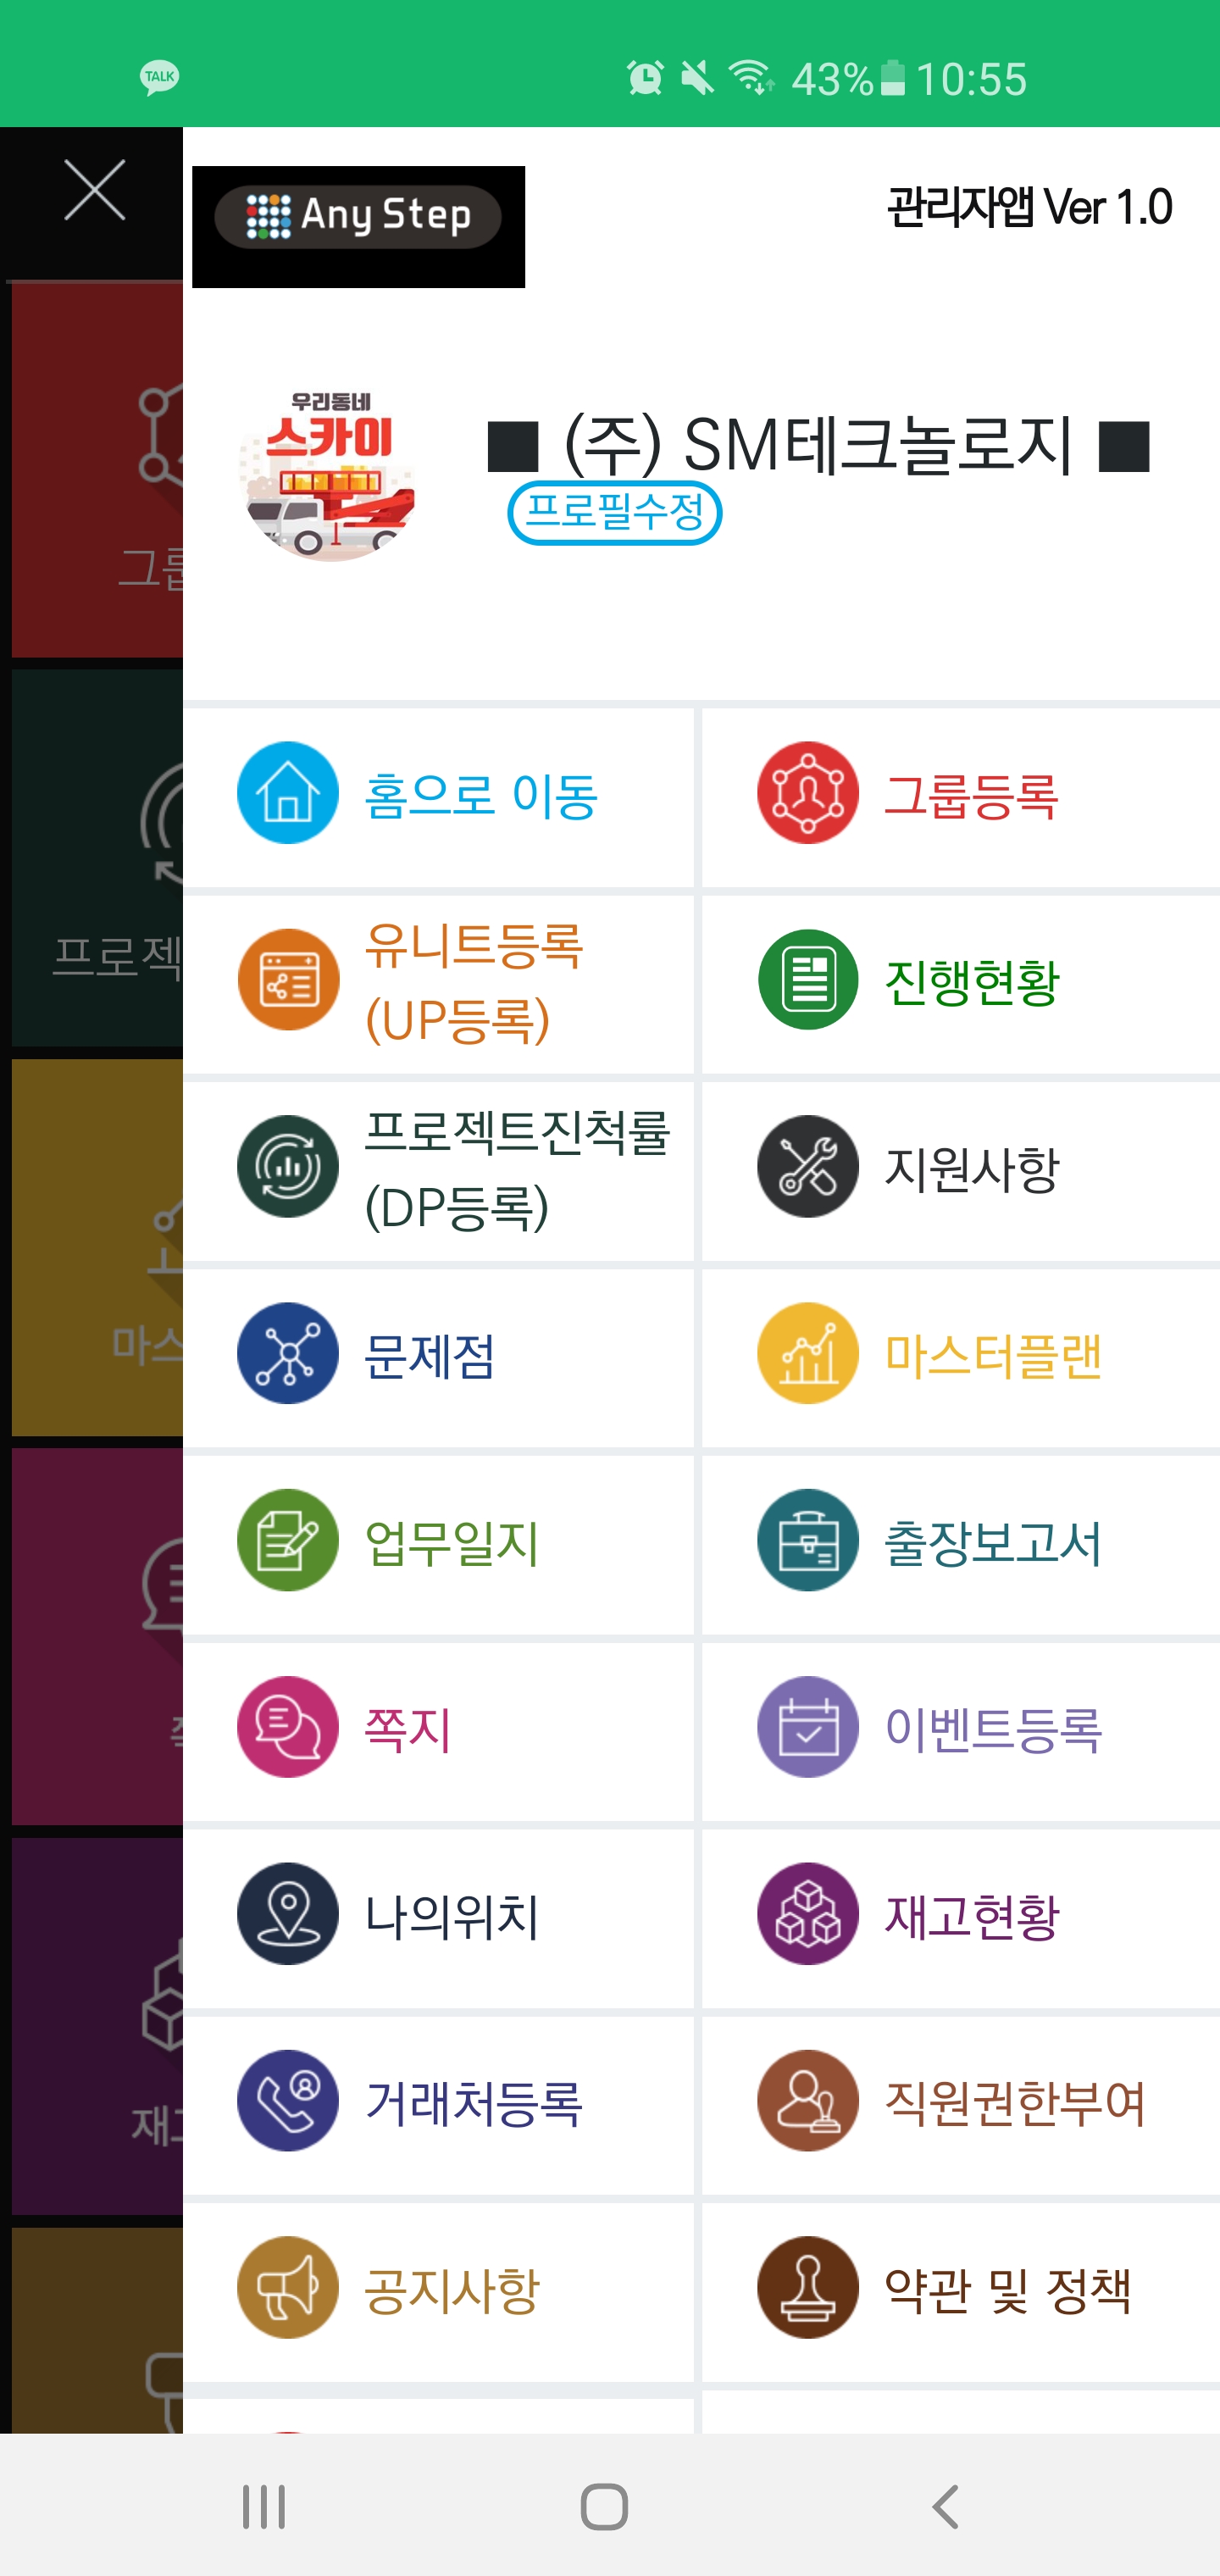 TALK
43% 10:55
Any Step
관리자앱 Ver 1.0
우리동네
스카이
■ (주) SM테크놀로지 ■
프로필수정
홈으로 이동
그룹등록
유니트등록
(UP등록)
진행현황
프로젝트진척률
(DP등록)
지원사항
문제점
마스터플랜
업무일지
출장보고서
쪽지
이벤트등록
나의위치
재고현황
거래처등록
직원권한부여
공지사항
약관 및 정책
프로젝